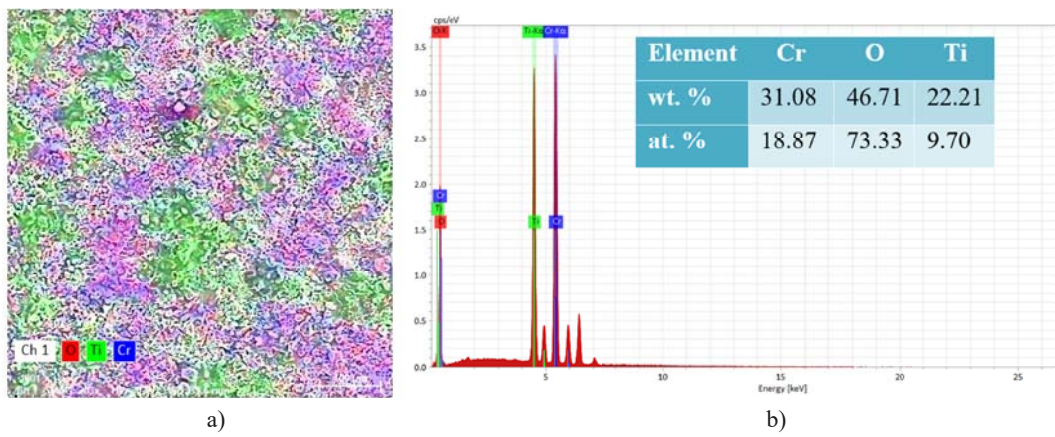 Ch 1 O Ti Cr
a)
cps/eV
O-K Ti-Kα Cr-Kα
3.5
3.0
2.5
2.0
1.5
1.0
0.5
0.0
Cr
Ti
O
Ti Cr
5 10 15 20 25
Energy [keV]
Element Cr O Ti
wt. % 31.08 46.71 22.21
at. % 18.87 73.33 9.70
b)